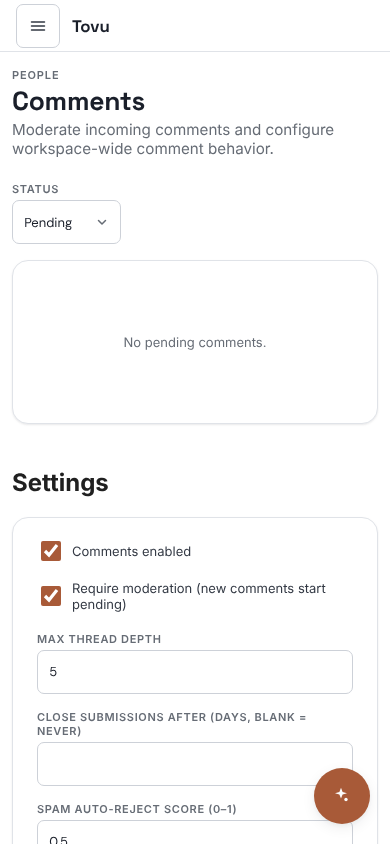 Tovu
PEOPLE
Comments
Moderate incoming comments and configure
workspace-wide comment behavior.
STATUS
Pending
No pending comments.
Settings
Comments enabled
Require moderation (new comments start
pending)
MAX THREAD DEPTH
5
CLOSE SUBMISSIONS AFTER (DAYS, BLANK =
NEVER)
SPAM AUTO-REJECT SCORE (0–1)
0.5